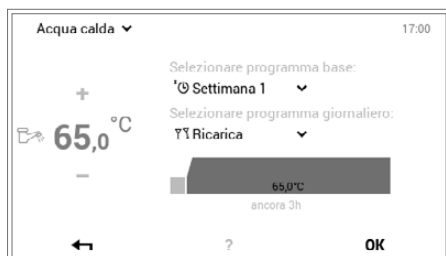 Acqua calda
17:00
Selezionare programma base:
Settimana 1
Selezionare programma giornaliero:
Ricarica
+
65,0 °C
−
65,0°C
ancora 3h
?
OK